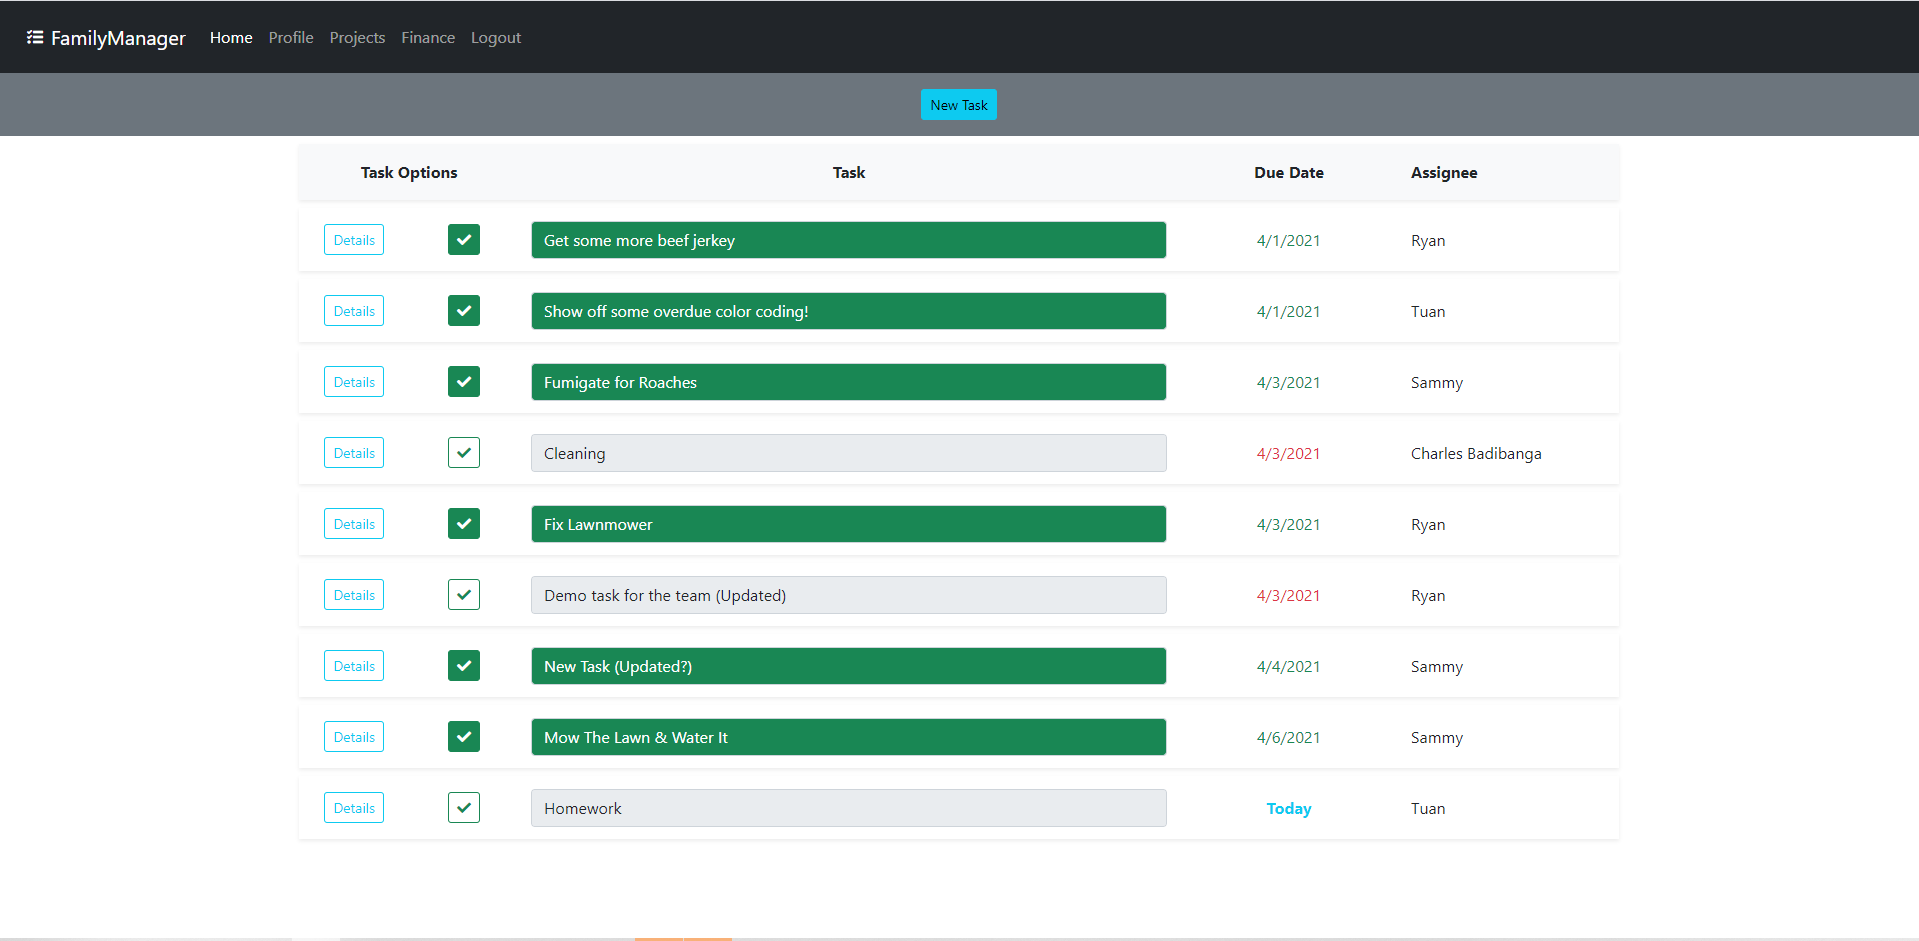 FamilyManager Home Profile Projects Finance Logout
New Task
Task Options Task Due Date Assignee
Details Get some more beef jerkey 4/1/2021 Ryan
Details Show off some overdue color coding! 4/1/2021 Tuan
Details Fumigate for Roaches 4/3/2021 Sammy
Details Cleaning 4/3/2021 Charles Badibanga
Details Fix Lawnmower 4/3/2021 Ryan
Details Demo task for the team (Updated) 4/3/2021 Ryan
Details New Task (Updated?) 4/4/2021 Sammy
Details Mow The Lawn & Water It 4/6/2021 Sammy
Details Homework Today Tuan